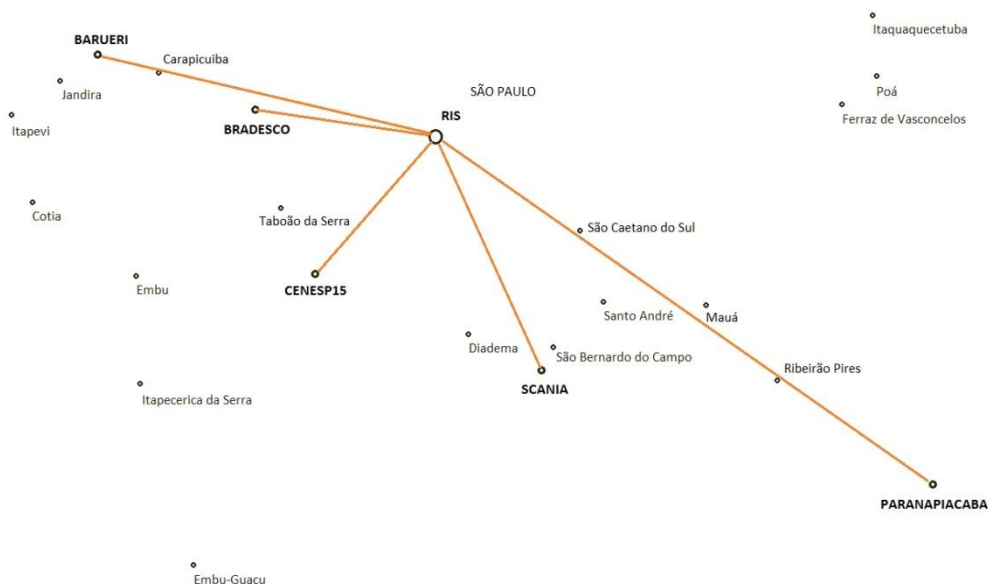 Itaquaquecetuba
BARUERI
Carapicuiba
Jandira
SÃO PAULO
Poá
RIS
Itapevi
BRADESCO
Ferraz de Vasconcelos
Cotia
Taboão da Serra
São Caetano do Sul
Embu
CENESP15
Santo André
Mauá
Diadema
São Bernardo do Campo
Ribeirão Pires
SCANIA
Itapecerica da Serra
PARANAPIACABA
Embu-Guaçu